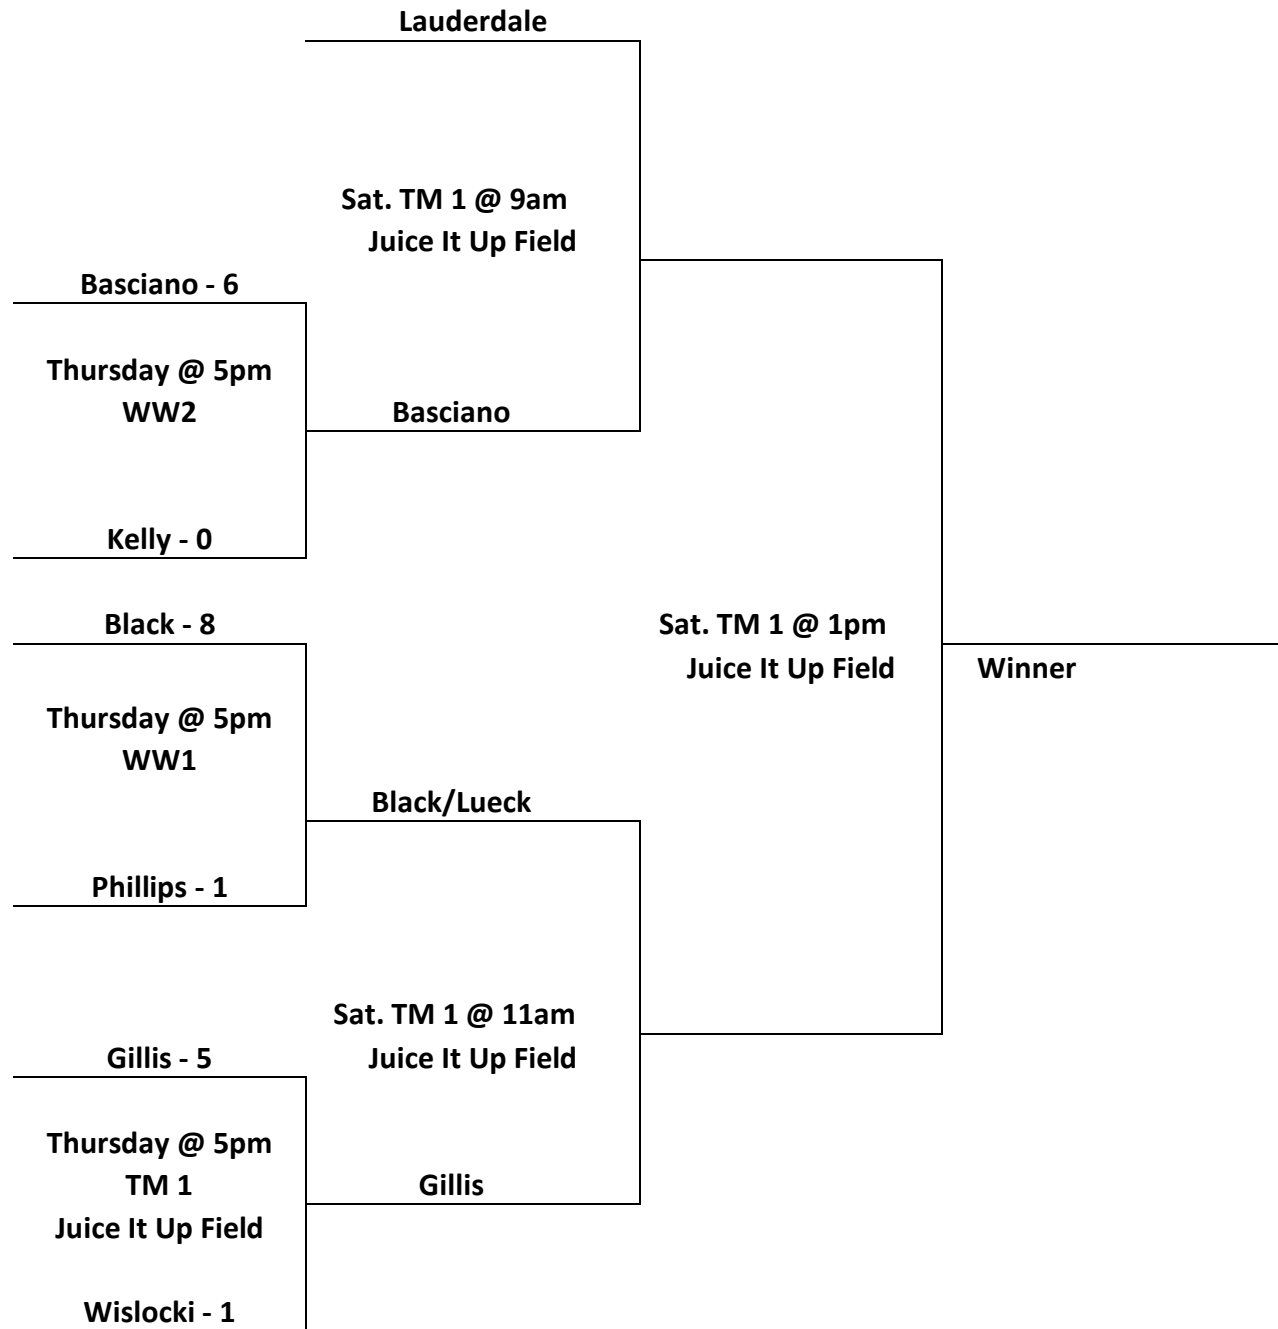 Lauderdale
Sat. TM 1 @ 9am
Juice It Up Field
Basciano - 6
Thursday @ 5pm
WW2
Basciano
Kelly - 0
Black - 8
Sat. TM 1 @ 1pm
Juice It Up Field
Winner
Thursday @ 5pm
WW1
Black/Lueck
Phillips - 1
Sat. TM 1 @ 11am
Juice It Up Field
Gillis - 5
Thursday @ 5pm
TM 1
Juice It Up Field
Gillis
Wislocki - 1